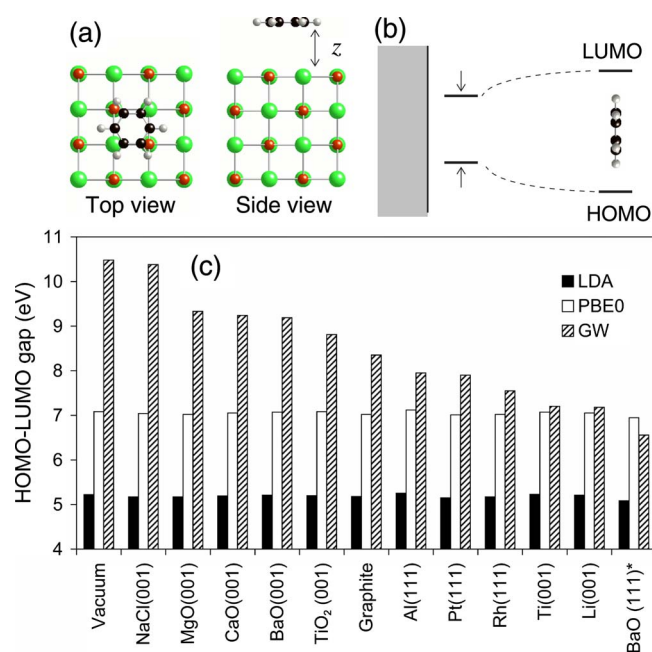 (a)
z
Top view
Side view
(b)
LUMO
HOMO
(c)
HOMO-LUMO gap (eV)
11
10
9
8
7
6
5
4
LDA
PBE0
GW
Vacuum
NaCl(001)
MgO(001)
CaO(001)
BaO(001)
TiO₂ (001)
Graphite
Al(111)
Pt(111)
Rh(111)
Ti(001)
Li(001)
BaO (111)*